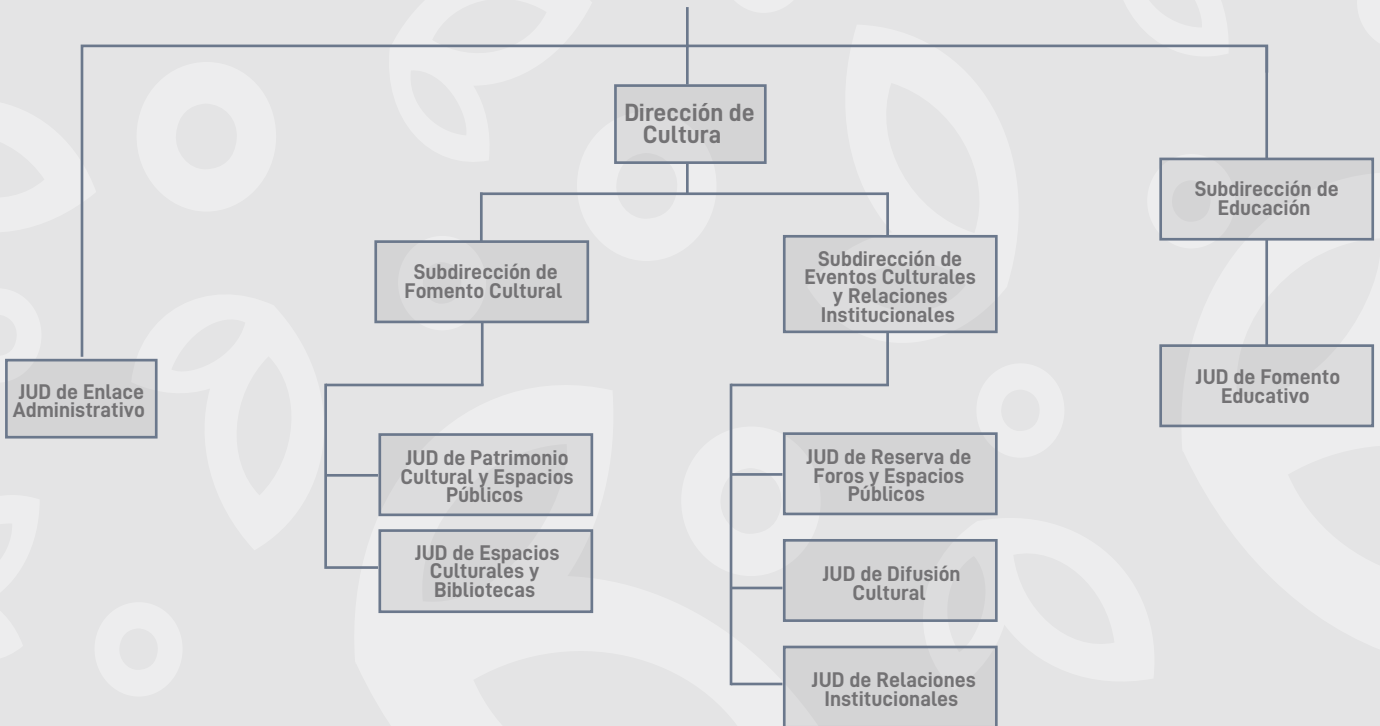 Dirección de
Cultura
Subdirección de
Educación
Subdirección de
Fomento Cultural
Subdirección de
Eventos Culturales
y Relaciones
Institucionales
JUD de Enlace
Administrativo
JUD de Fomento
Educativo
JUD de Patrimonio
Cultural y Espacios
Públicos
JUD de Reserva de
Foros y Espacios
Públicos
JUD de Espacios
Culturales y
Bibliotecas
JUD de Difusión
Cultural
JUD de Relaciones
Institucionales